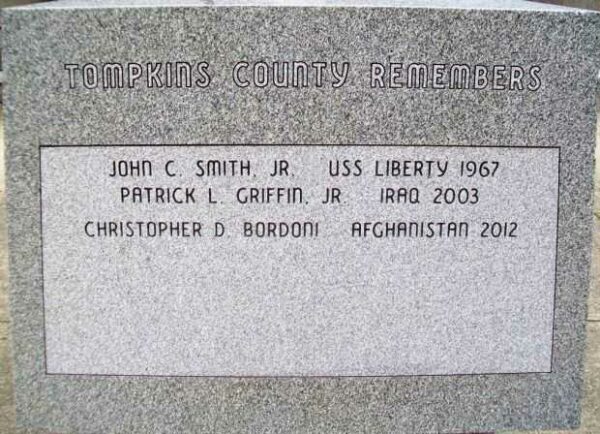 TOMPKINS COUNTY REMEMBERS
JOHN C. SMITH, JR. USS LIBERTY 1967
PATRICK L. GRIFFIN, JR IRAQ 2003
CHRISTOPHER D. BORDONI AFGHANISTAN 2012